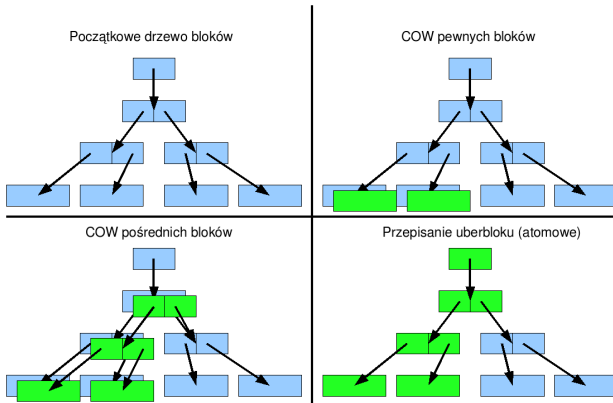 Początkowe drzewo bloków
COW pewnych bloków
COW pośrednich bloków
Przepisanie uberbloku (atomowe)